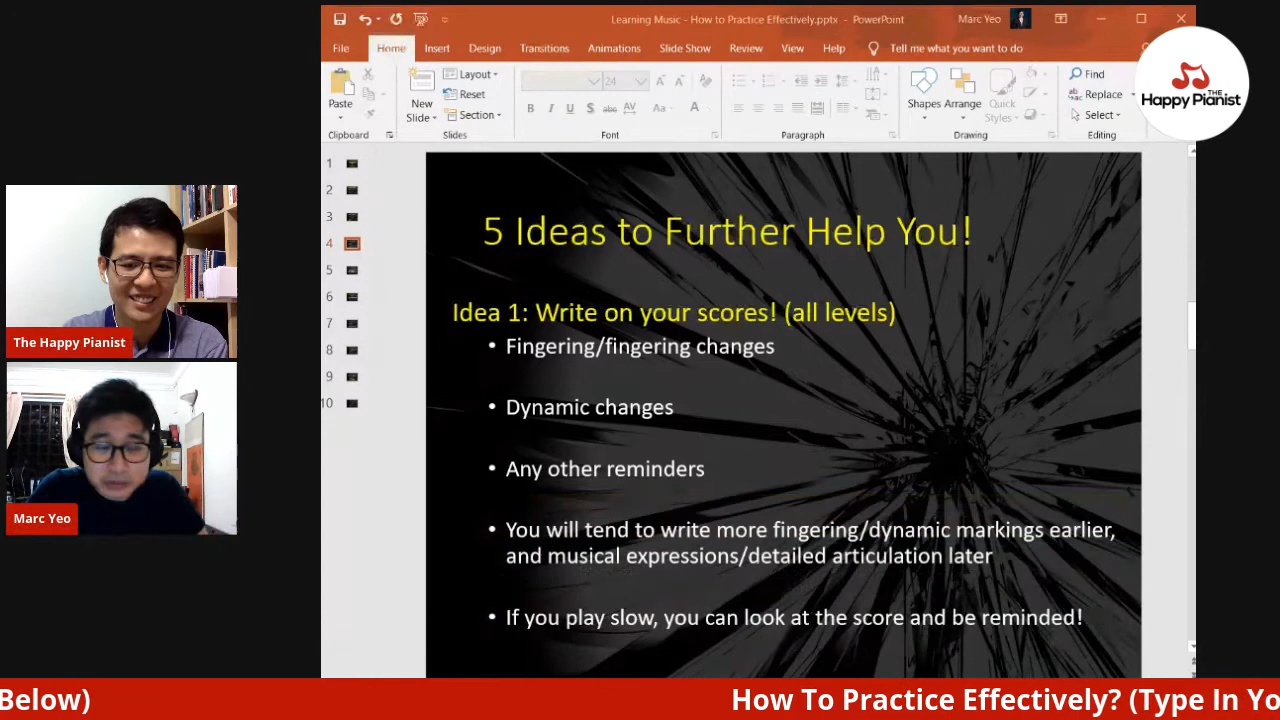 Learning Music - How to Practice Effectively.pptx - PowerPoint
Marc Yeo
File Home Insert Design Transitions Animations Slide Show Review View Help Tell me what you want to do
Paste
Clipboard
New Slide
Layout
Reset
Section
Slides
24
B I U S abc AV Aa A
Font
Paragraph
Shapes Arrange Quick Styles
Drawing
Find
Replace
Select
Editing
THE
Happy Pianist
1
2
3
4
5
6
7
8
9
10
5 Ideas to Further Help You!
Idea 1: Write on your scores! (all levels)
• Fingering/fingering changes
• Dynamic changes
• Any other reminders
• You will tend to write more fingering/dynamic markings earlier,
and musical expressions/detailed articulation later
• If you play slow, you can look at the score and be reminded!
The Happy Pianist
Marc Yeo
Below) How To Practice Effectively? (Type In Yo